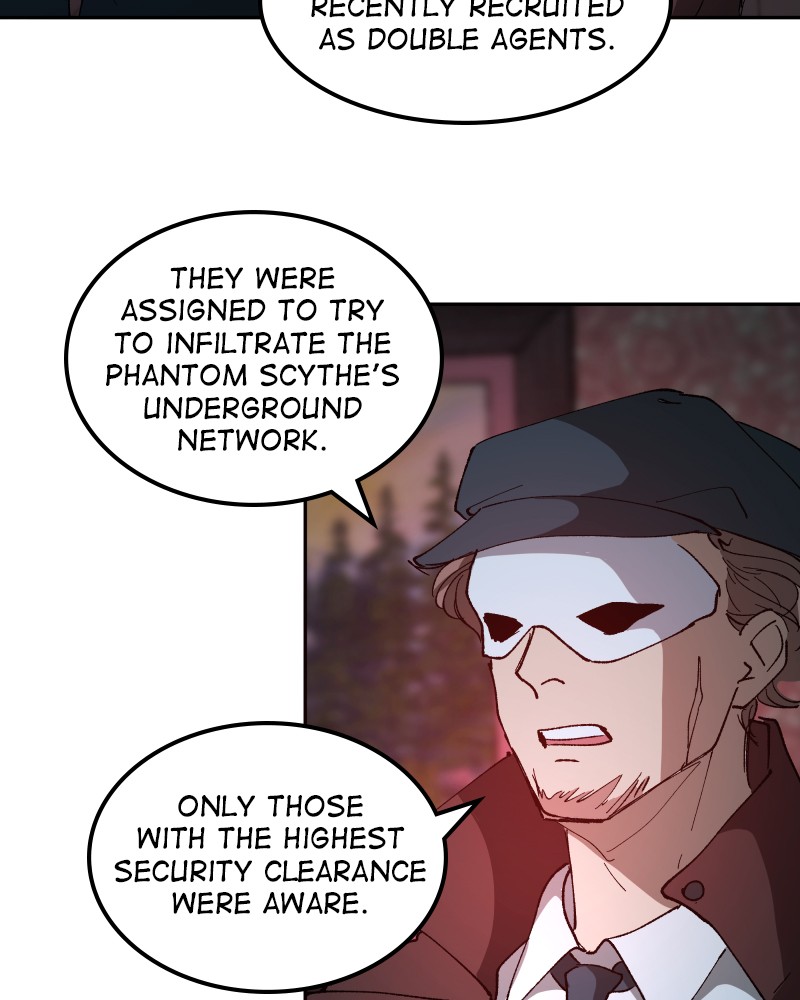 RECENTLY RECRUITED
AS DOUBLE AGENTS.
THEY WERE
ASSIGNED TO TRY
TO INFILTRATE THE
PHANTOM SCYTHE'S
UNDERGROUND
NETWORK.
ONLY THOSE
WITH THE HIGHEST
SECURITY CLEARANCE
WERE AWARE.